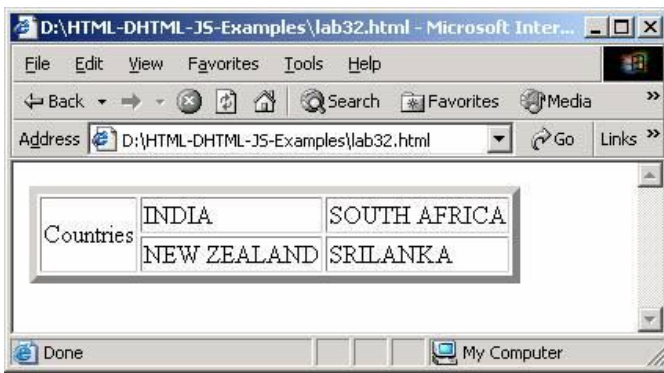 D:\HTML-DHTML-JS-Examples\lab32.html - Microsoft Inter...
File Edit View Favorites Tools Help
Back Search Favorites Media »
Address D:\HTML-DHTML-JS-Examples\lab32.html Go Links »
Countries INDIA SOUTH AFRICA
NEW ZEALAND SRILANKA
Done My Computer